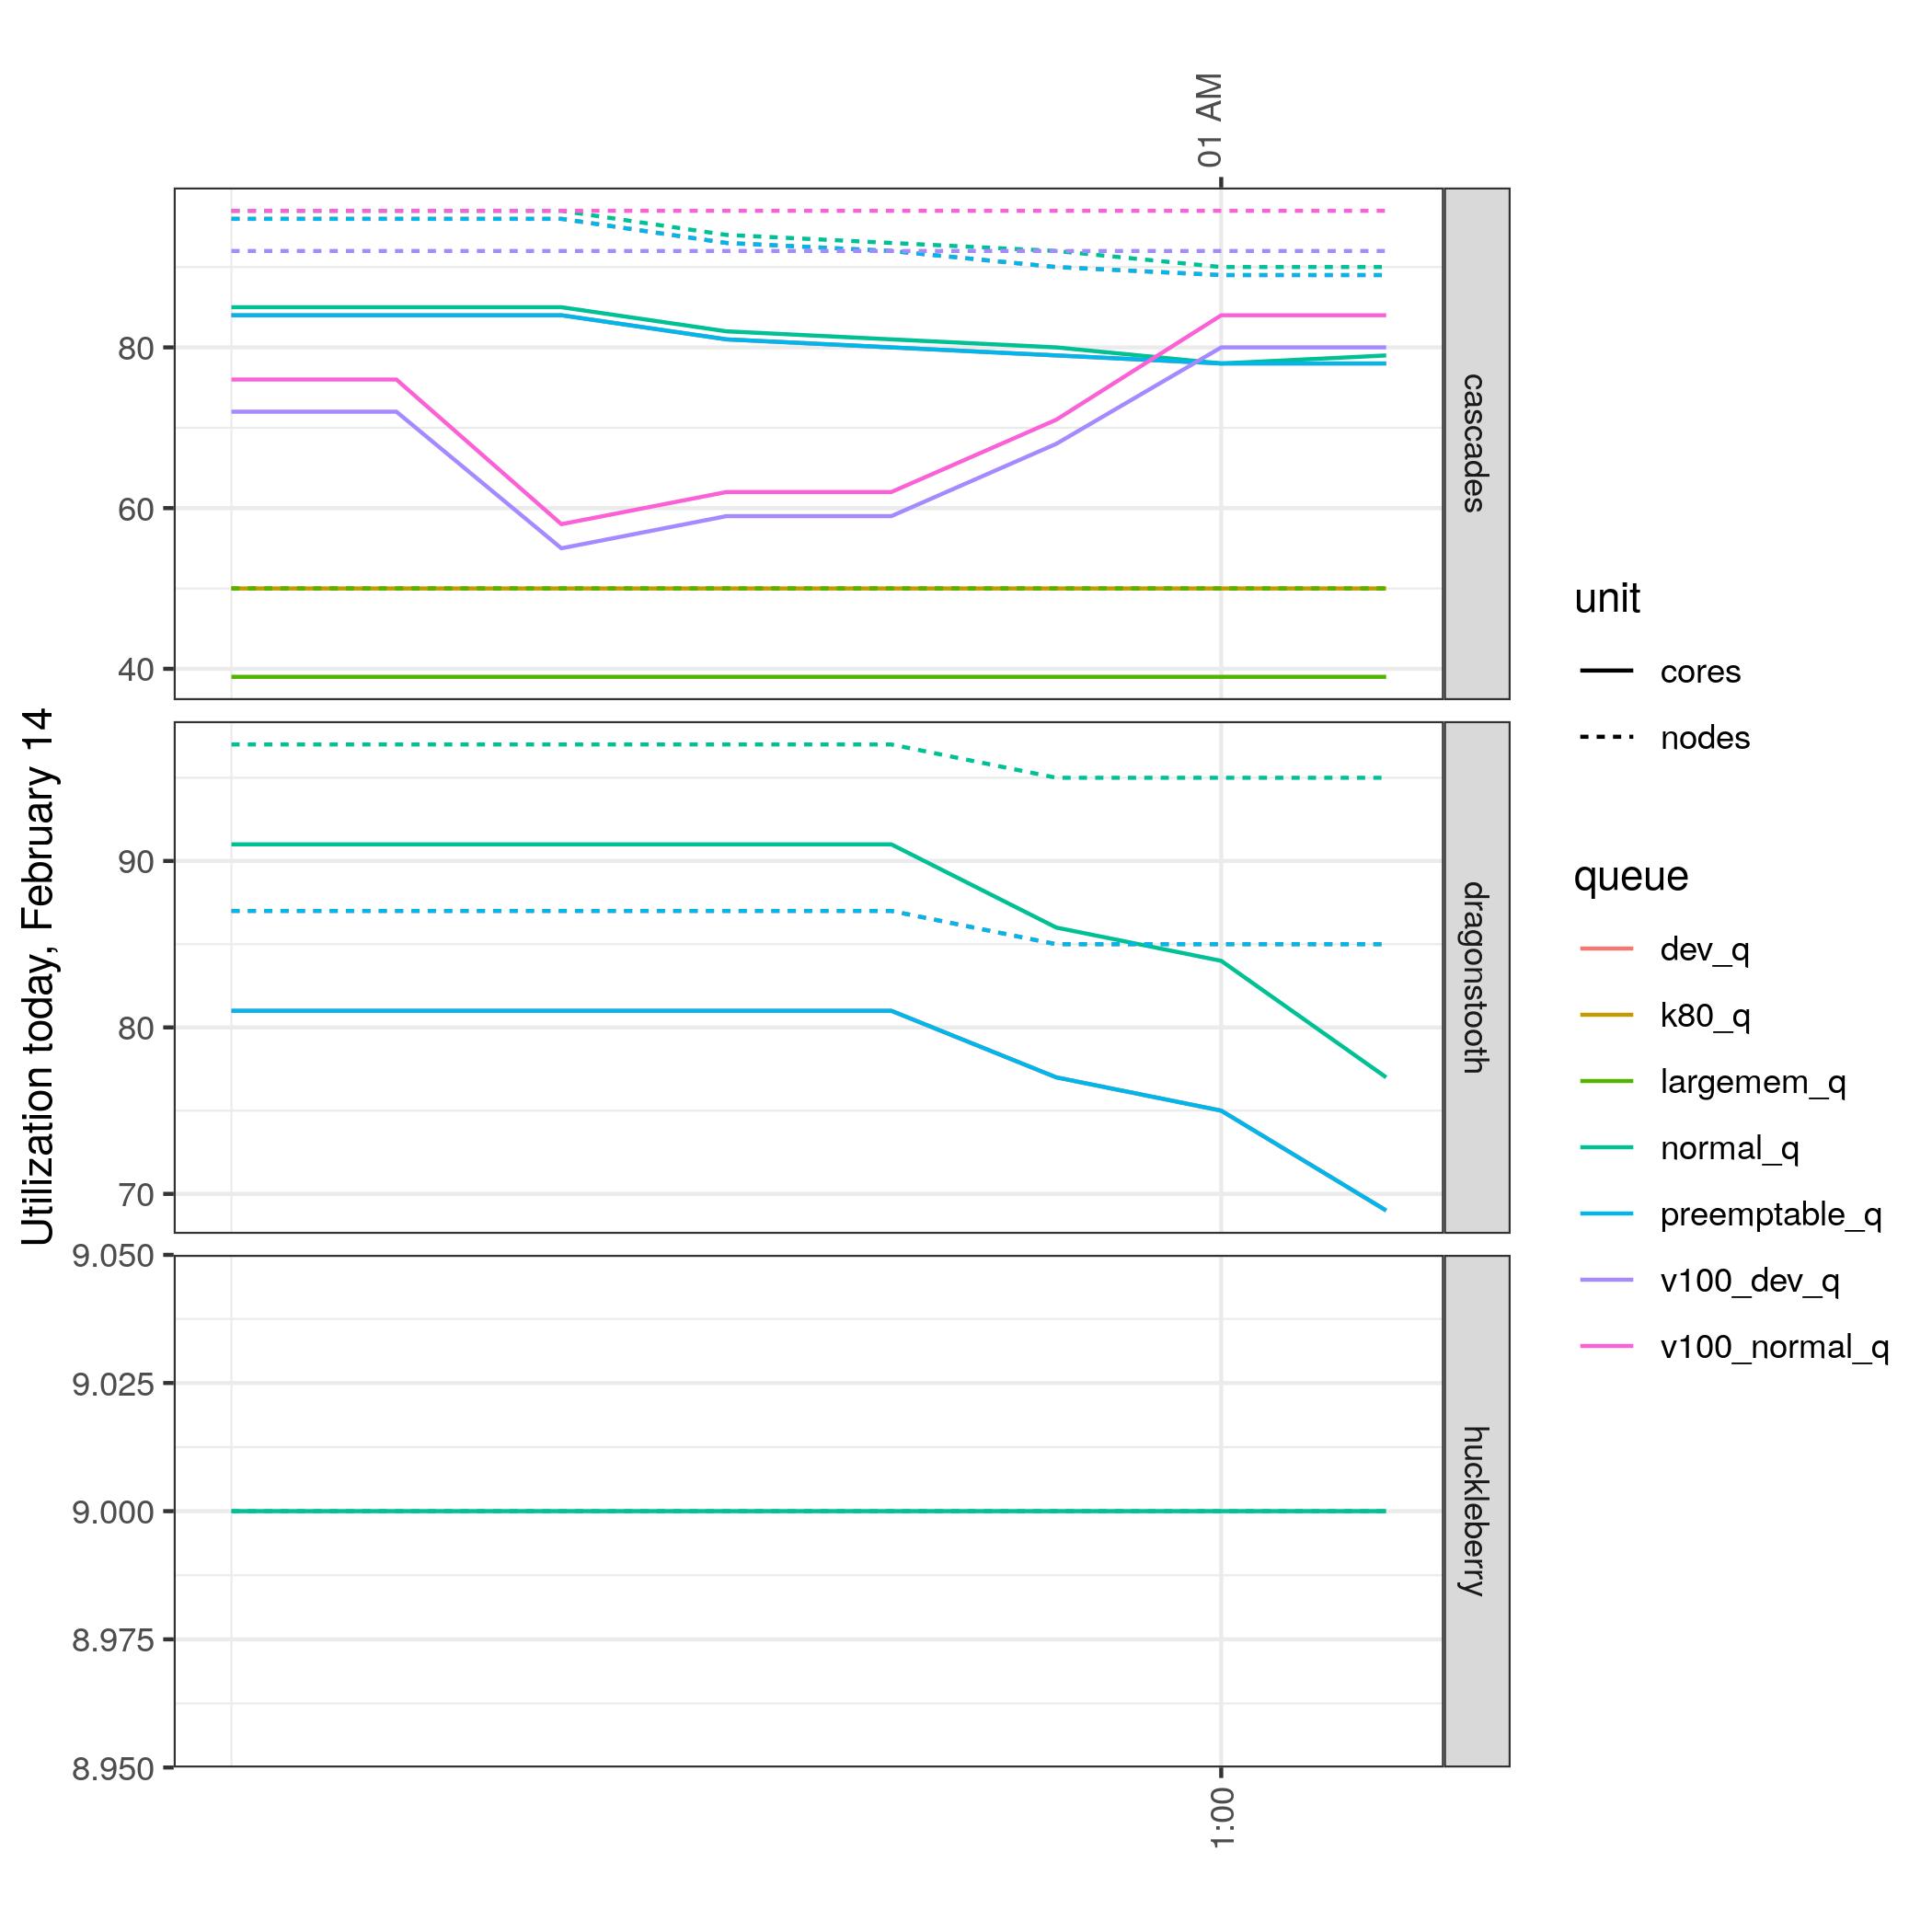 01 AM
Utilization today, February 14
80
60
40
cascades
90
80
70
dragonstooth
9.050
9.025
9.000
8.975
8.950
huckleberry
1:00
unit
cores
nodes
queue
dev_q
k80_q
largemem_q
normal_q
preemptable_q
v100_dev_q
v100_normal_q